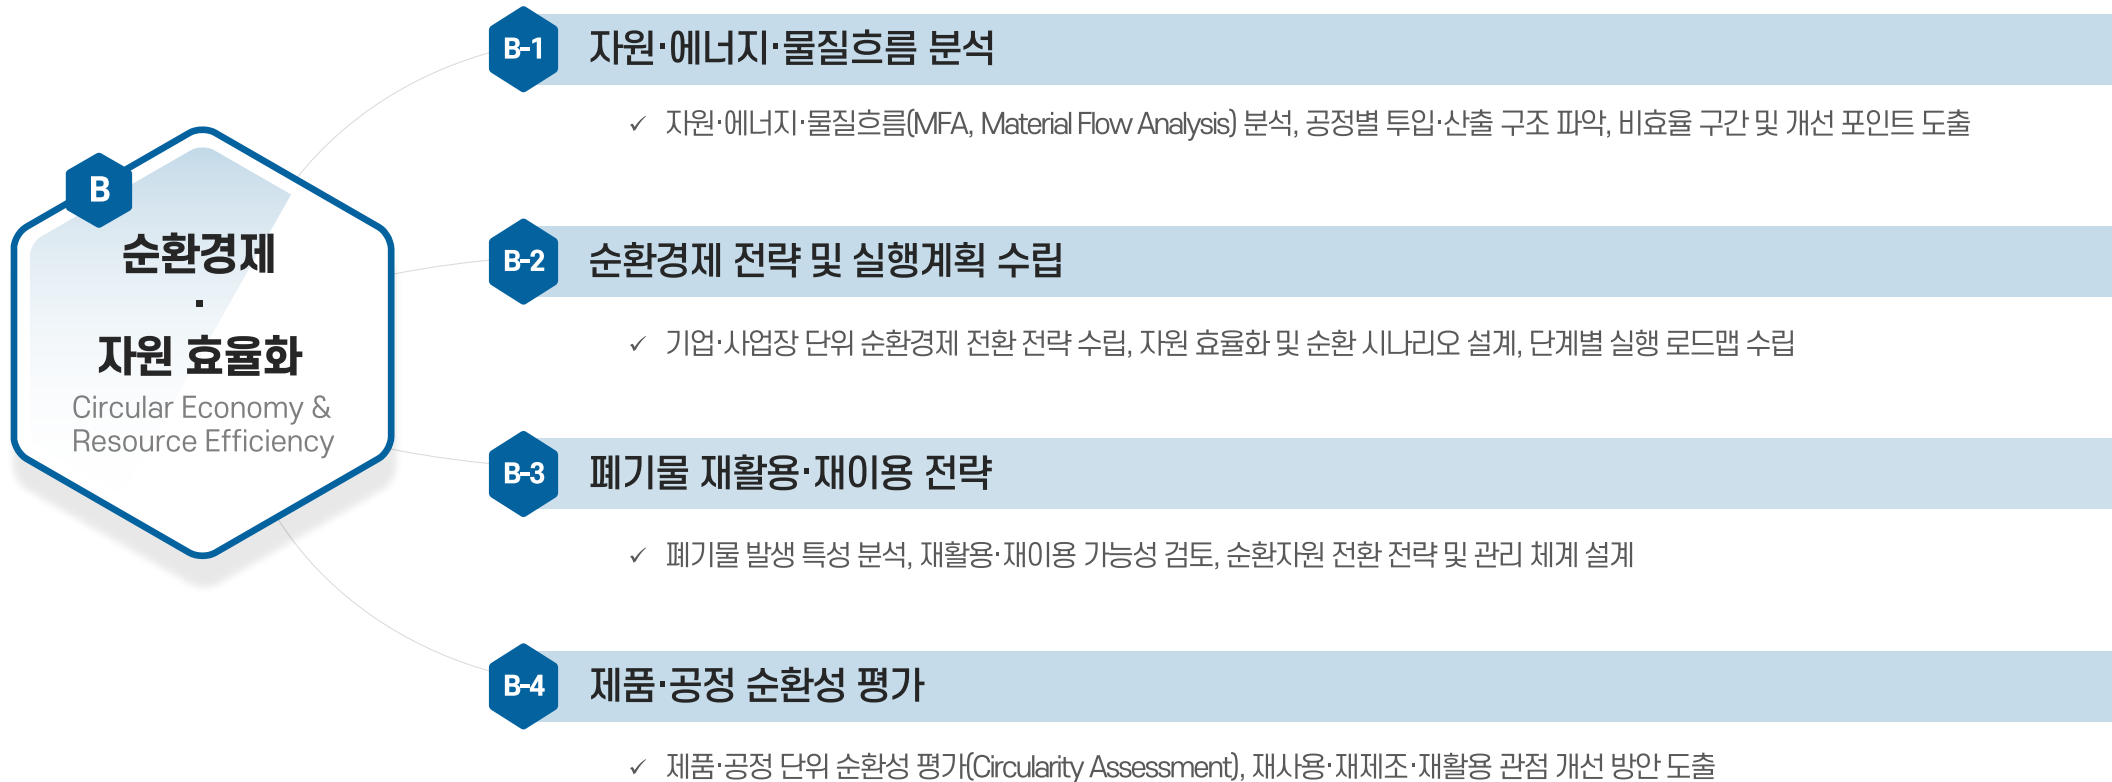 B
순환경제
·
자원 효율화
Circular Economy &
Resource Efficiency
B-1
자원·에너지·물질흐름 분석
✓ 자원·에너지·물질흐름(MFA, Material Flow Analysis) 분석, 공정별 투입·산출 구조 파악, 비효율 구간 및 개선 포인트 도출
B-2
순환경제 전략 및 실행계획 수립
✓ 기업·사업장 단위 순환경제 전환 전략 수립, 자원 효율화 및 순환 시나리오 설계, 단계별 실행 로드맵 수립
B-3
폐기물 재활용·재이용 전략
✓ 폐기물 발생 특성 분석, 재활용·재이용 가능성 검토, 순환자원 전환 전략 및 관리 체계 설계
B-4
제품·공정 순환성 평가
✓ 제품·공정 단위 순환성 평가(Circularity Assessment), 재사용·재제조·재활용 관점 개선 방안 도출